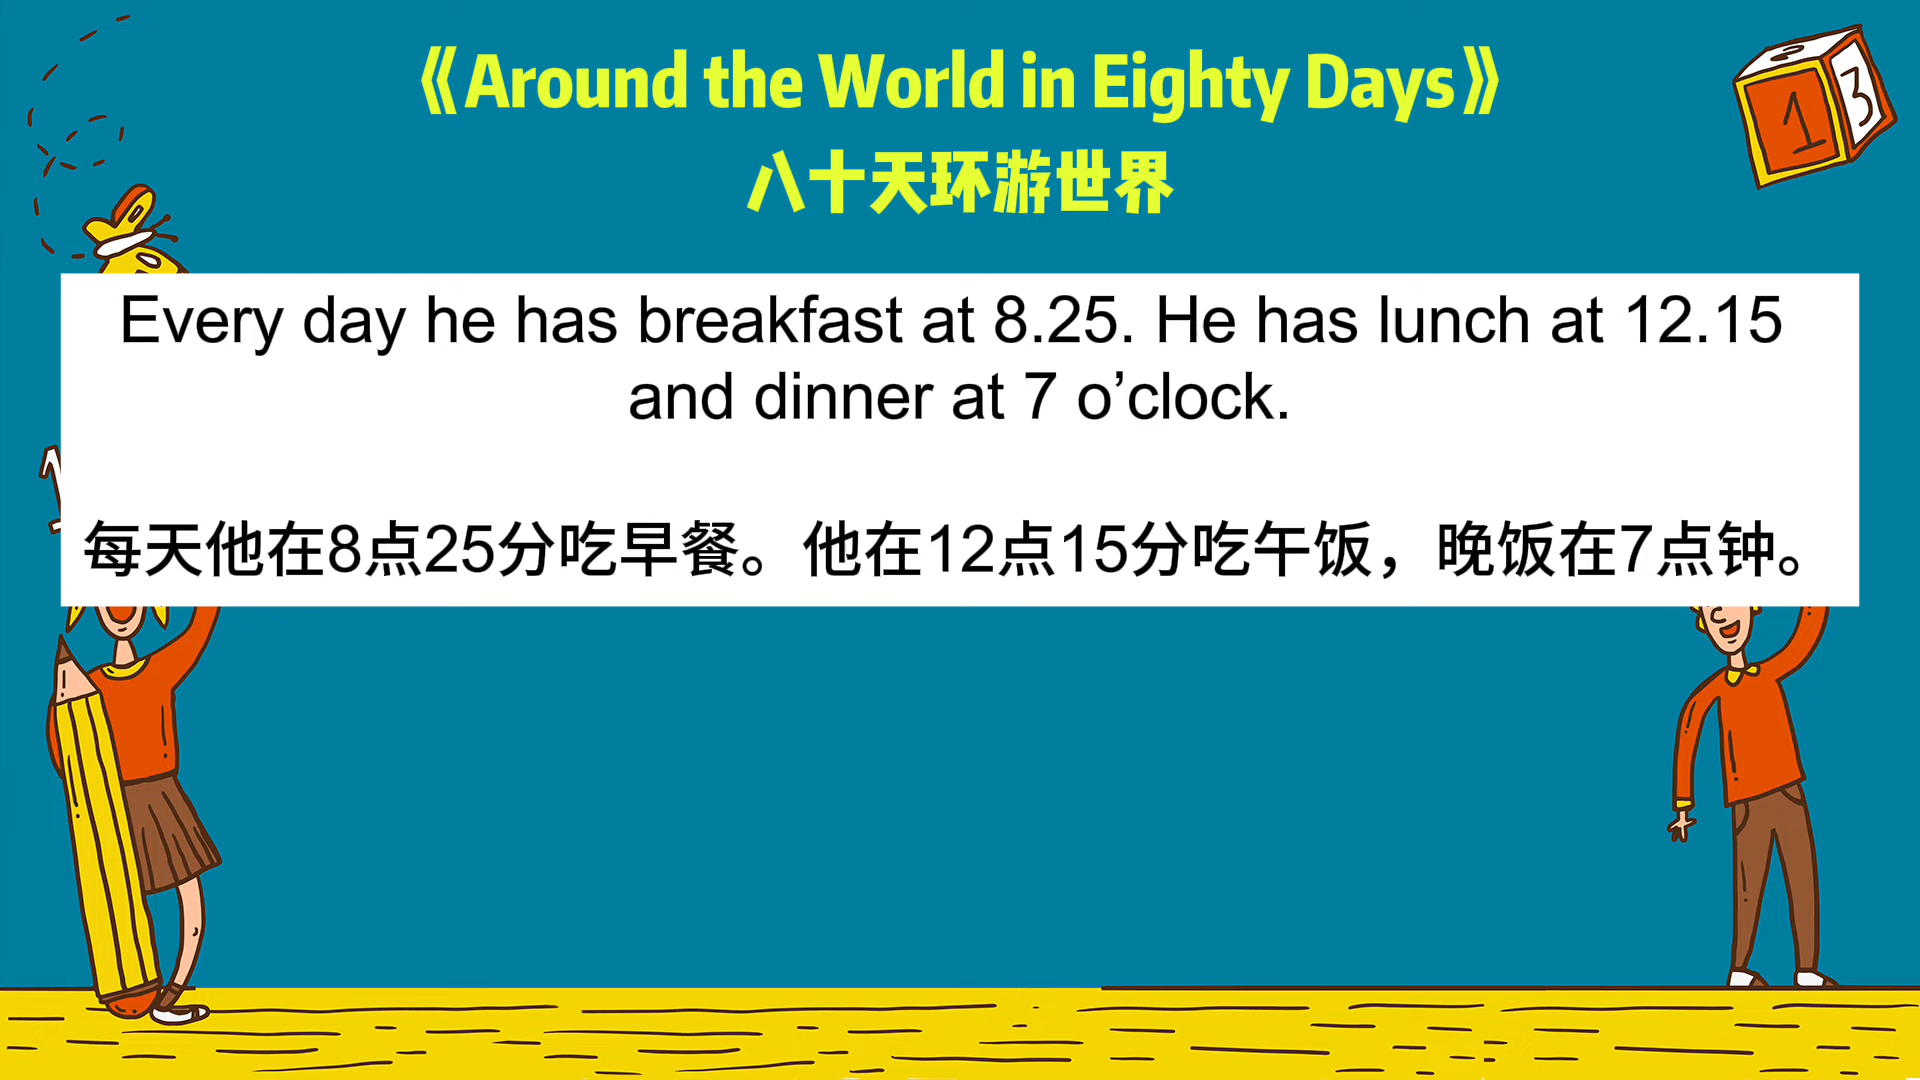 《Around the World in Eighty Days》
八十天环游世界
1
3
Every day he has breakfast at 8.25. He has lunch at 12.15
and dinner at 7 o’clock.
每天他在8点25分吃早餐。他在12点15分吃午饭，晚饭在7点钟。